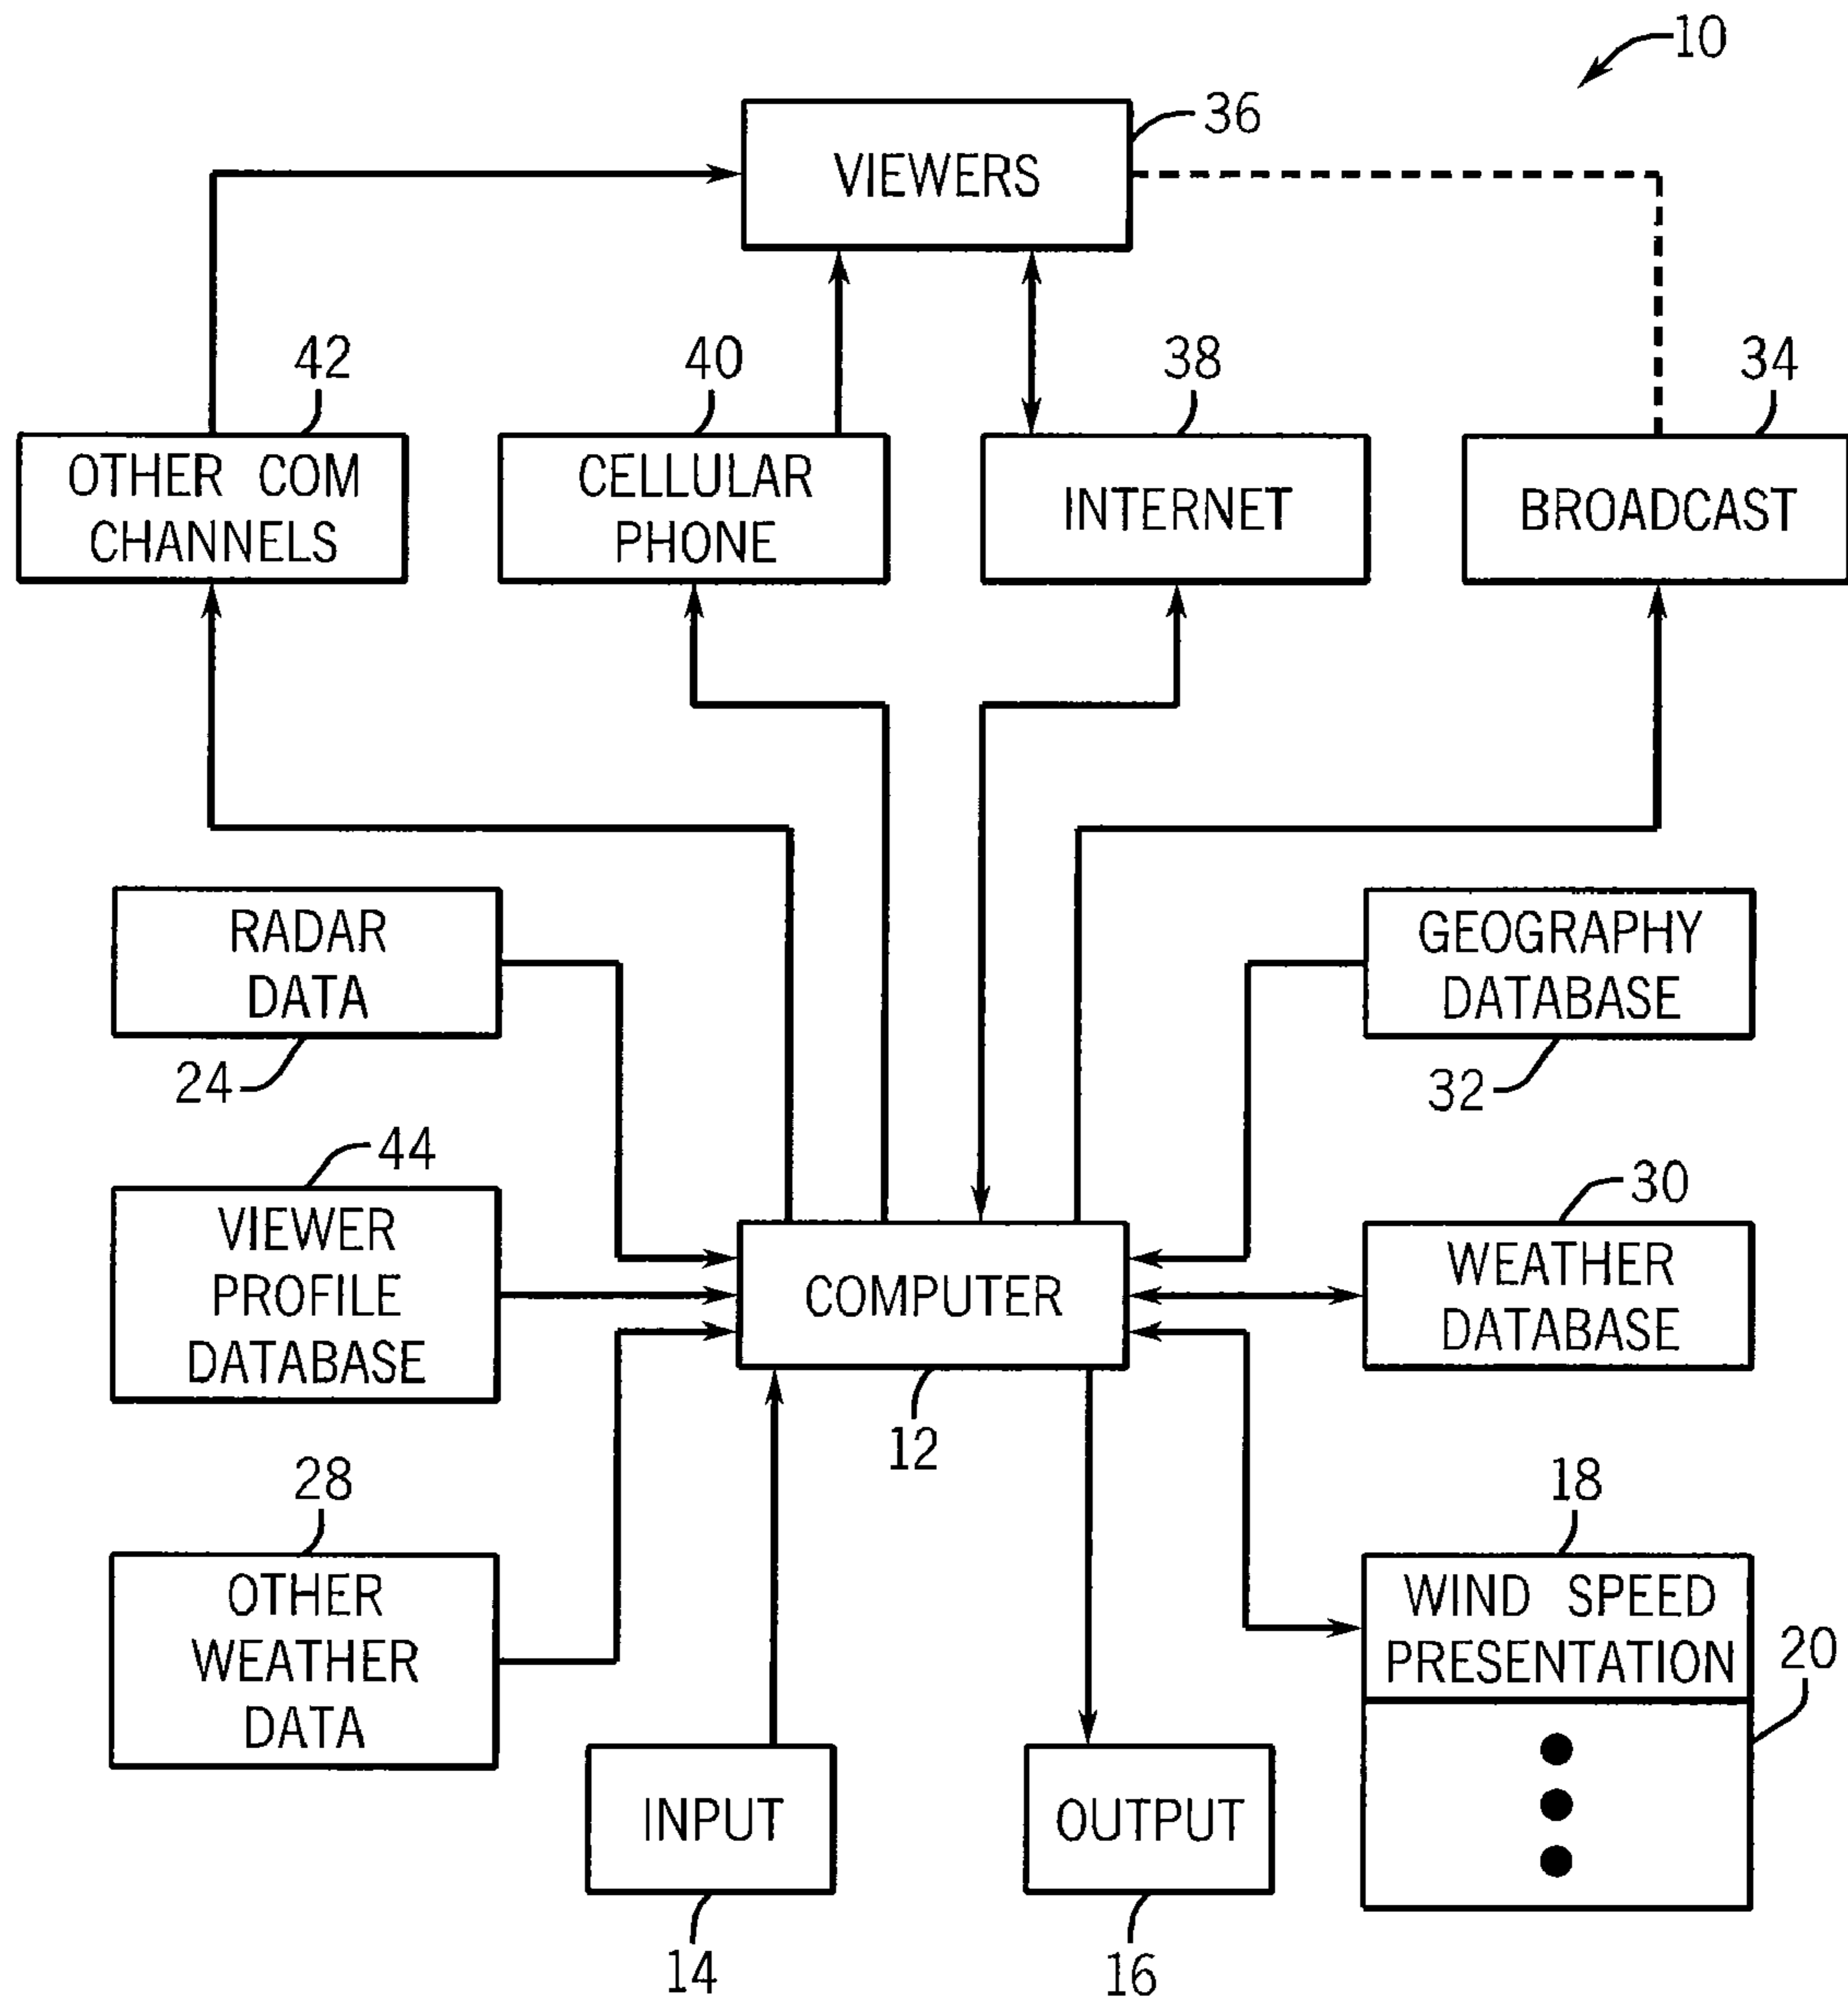 10
36
VIEWERS
42
40
38
34
OTHER COM
CHANNELS
CELLULAR
PHONE
INTERNET
BROADCAST
RADAR
DATA
24
GEOGRAPHY
DATABASE
32
44
VIEWER
PROFILE
DATABASE
COMPUTER
12
30
WEATHER
DATABASE
28
OTHER
WEATHER
DATA
18
WIND SPEED
PRESENTATION
20
INPUT
14
OUTPUT
16